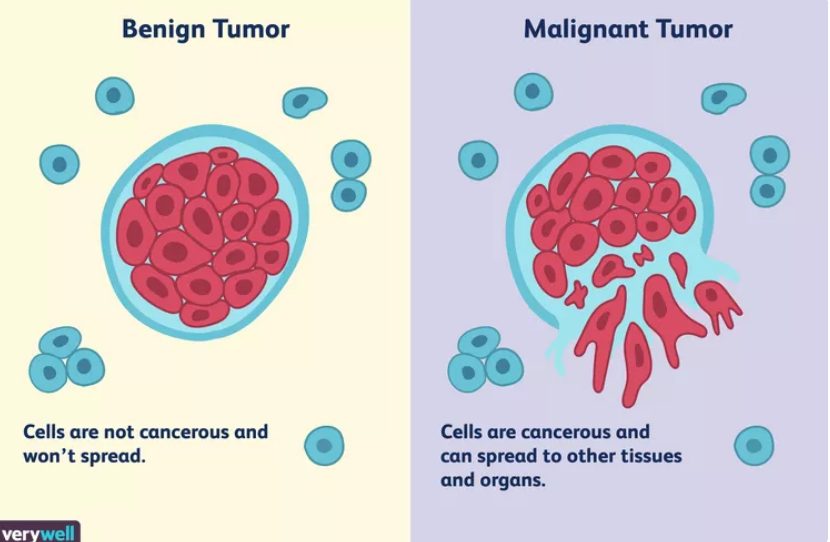 Benign Tumor
Cells are not cancerous and
won't spread.
Malignant Tumor
Cells are cancerous and
can spread to other tissues
and organs.
verywell